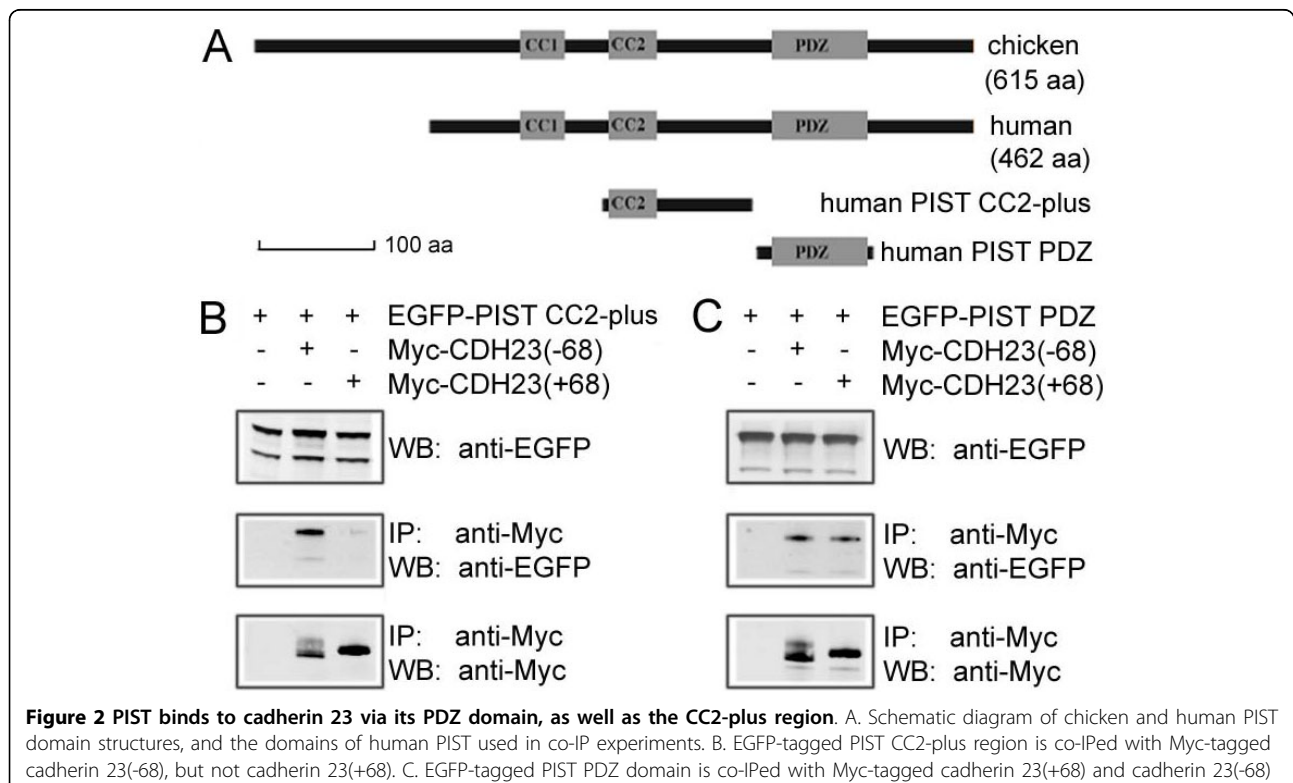 A
CC1 CC2 PDZ chicken
(615 aa)
CC1 CC2 PDZ human
(462 aa)
CC2 human PIST CC2-plus
100 aa
PDZ human PIST PDZ
B
+ + + EGFP-PIST CC2-plus
- + - Myc-CDH23(-68)
- - + Myc-CDH23(+68)
WB: anti-EGFP
IP: anti-Myc
WB: anti-EGFP
IP: anti-Myc
WB: anti-Myc
C
+ + + EGFP-PIST PDZ
- + - Myc-CDH23(-68)
- - + Myc-CDH23(+68)
WB: anti-EGFP
IP: anti-Myc
WB: anti-EGFP
IP: anti-Myc
WB: anti-Myc
Figure 2 PIST binds to cadherin 23 via its PDZ domain, as well as the CC2-plus region. A. Schematic diagram of chicken and human PIST
domain structures, and the domains of human PIST used in co-IP experiments. B. EGFP-tagged PIST CC2-plus region is co-IPed with Myc-tagged
cadherin 23(-68), but not cadherin 23(+68). C. EGFP-tagged PIST PDZ domain is co-IPed with Myc-tagged cadherin 23(+68) and cadherin 23(-68)